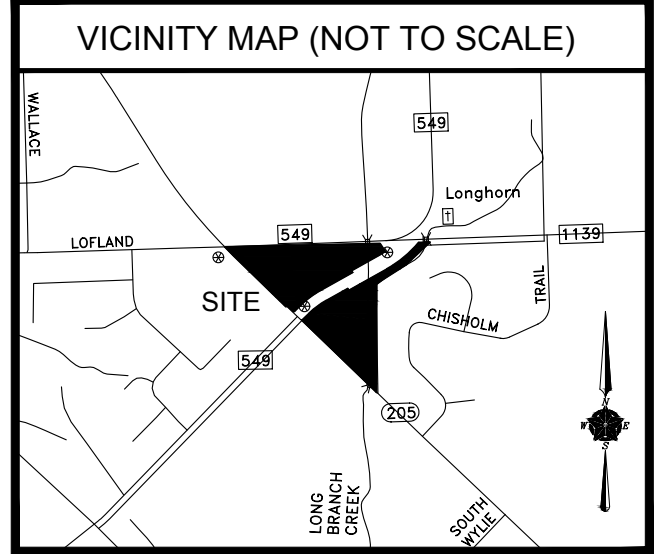 VICINITY MAP (NOT TO SCALE)
WALLACE
549
Longhorn
LOFLAND
549
1139
SITE
TRAIL
CHISHOLM
549
205
N
W E
S
LONG
BRANCH
CREEK
SOUTH
WYLIE